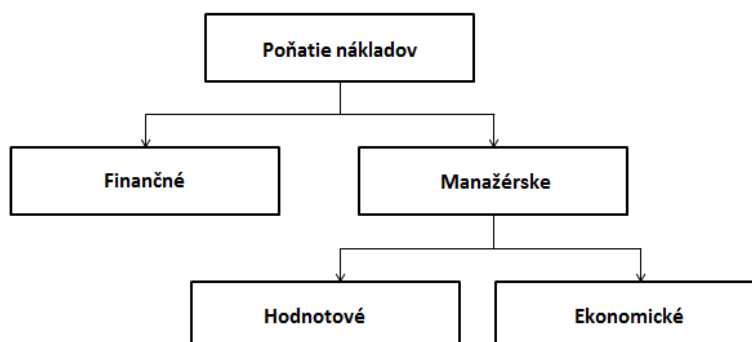 Poňatie nákladov
Finančné
Manažérske
Hodnotové
Ekonomické